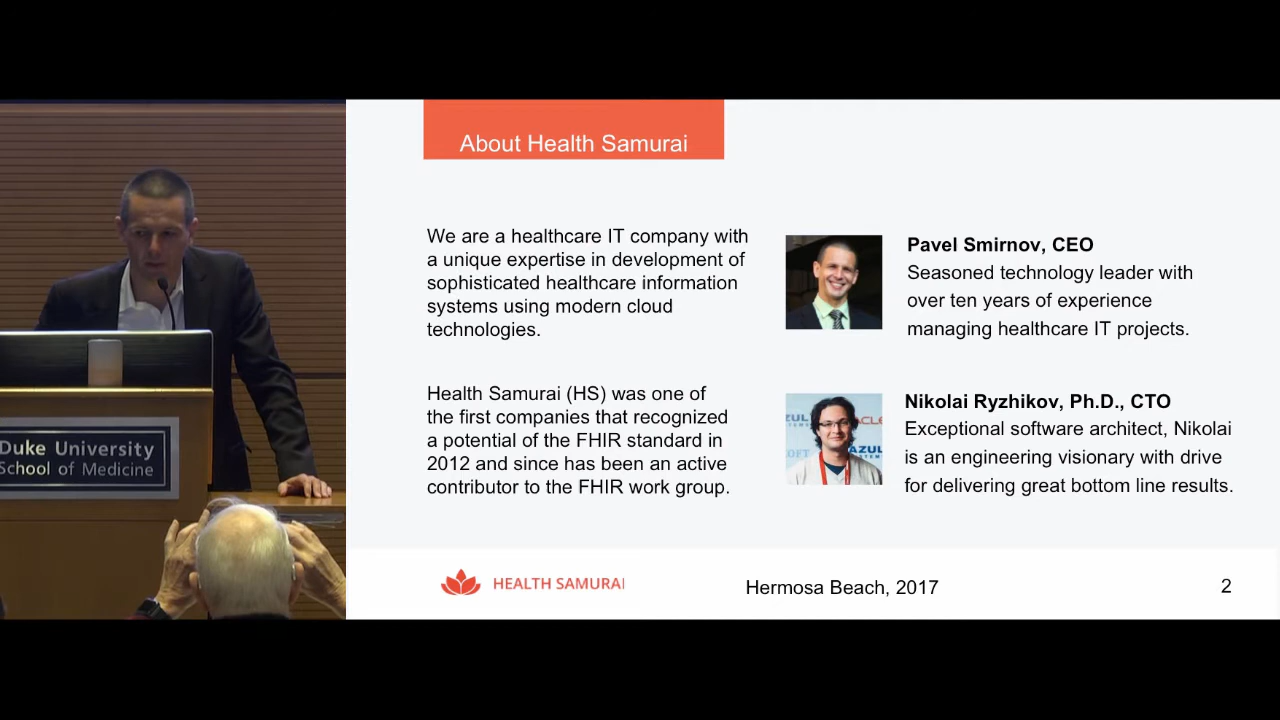 About Health Samurai
We are a healthcare IT company with
a unique expertise in development of
sophisticated healthcare information
systems using modern cloud
technologies.
Health Samurai (HS) was one of
the first companies that recognized
a potential of the FHIR standard in
2012 and since has been an active
contributor to the FHIR work group.
Pavel Smirnov, CEO
Seasoned technology leader with
over ten years of experience
managing healthcare IT projects.
Nikolai Ryzhikov, Ph.D., CTO
Exceptional software architect, Nikolai
is an engineering visionary with drive
for delivering great bottom line results.
HEALTH SAMURAI
Hermosa Beach, 2017
2
Duke University
School of Medicine
AZUL